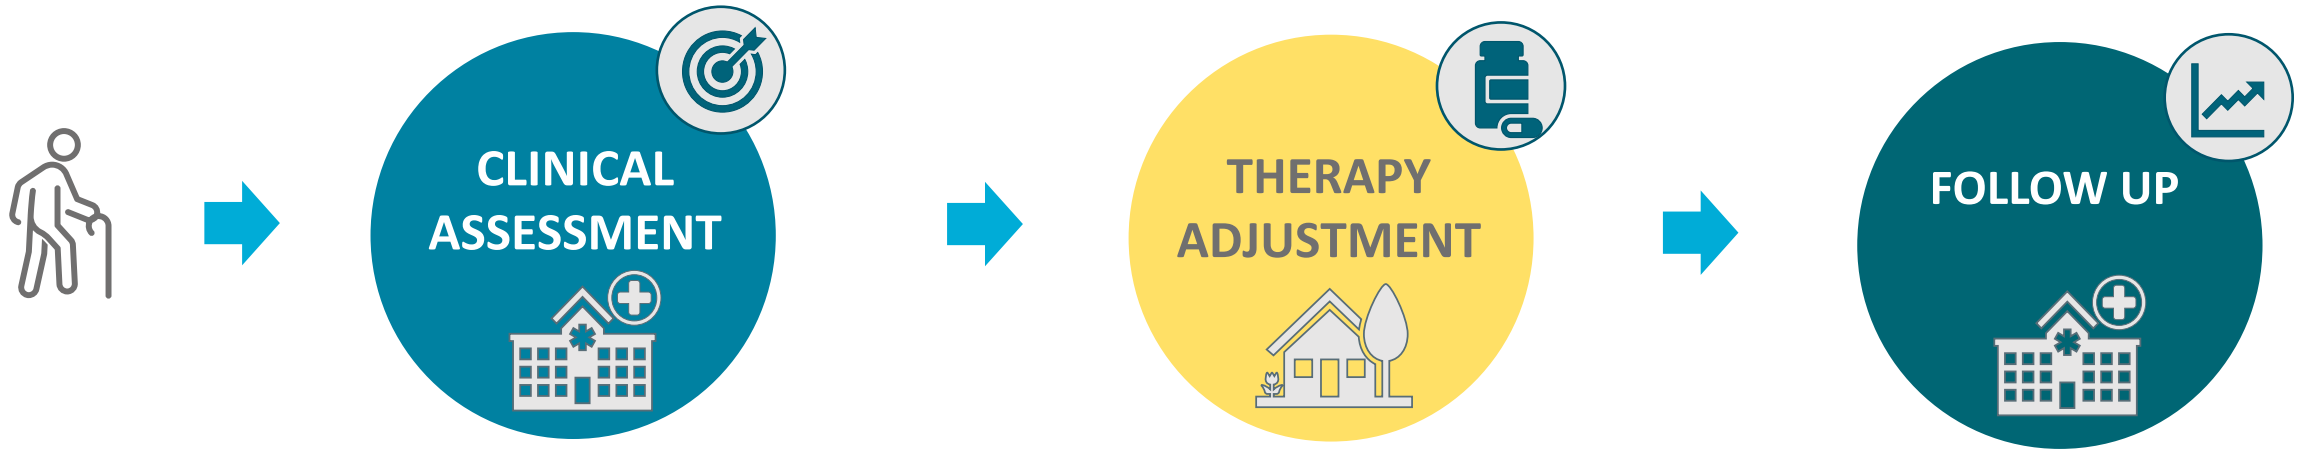 CLINICAL
ASSESSMENT
THERAPY
ADJUSTMENT
FOLLOW UP